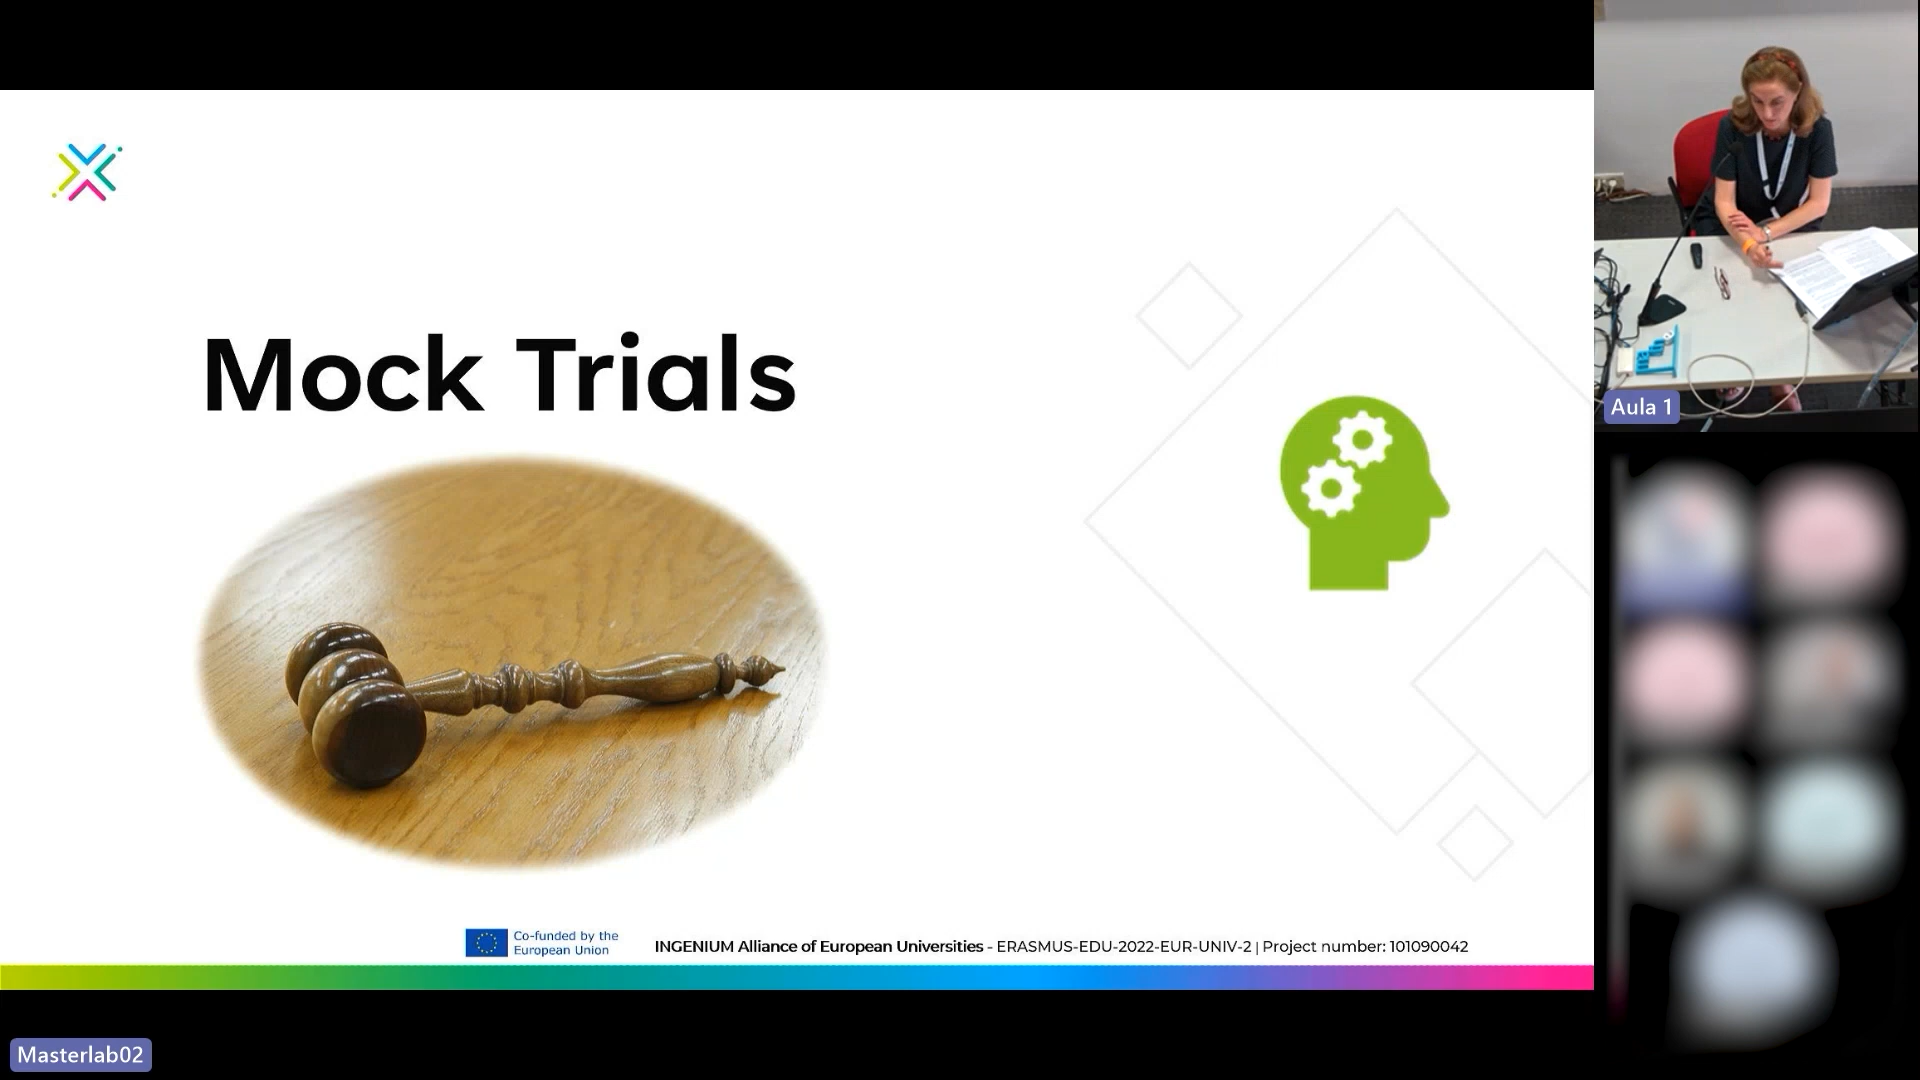 Mock Trials
Co-funded by the
European Union
INGENIUM Alliance of European Universities - ERASMUS-EDU-2022-EUR-UNIV-2 | Project number: 101090042
Aula 1
Masterlab02